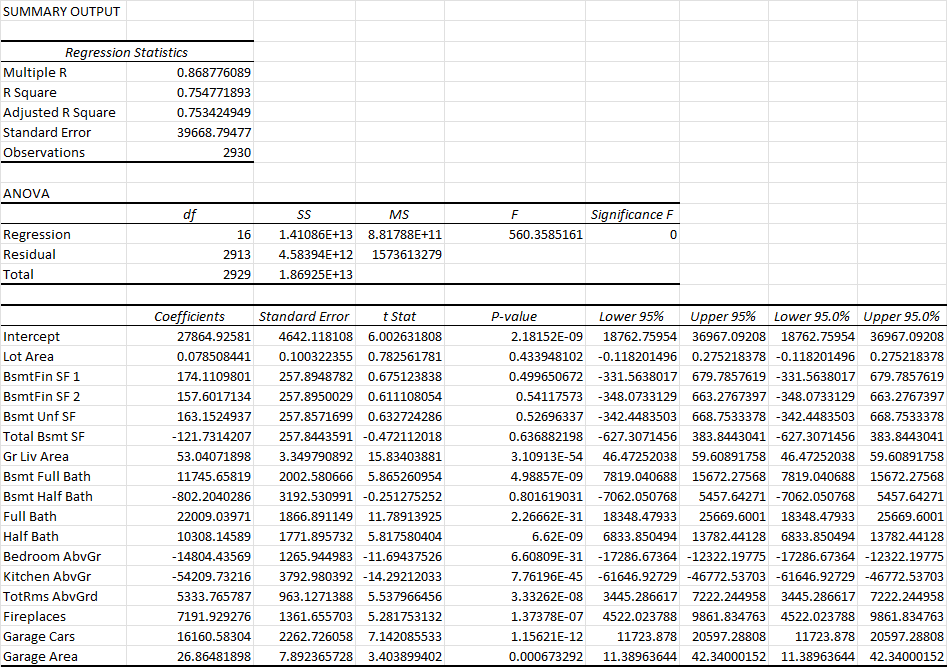 SUMMARY OUTPUT
Regression Statistics
Multiple R 0.868776089
R Square 0.754771893
Adjusted R Square 0.753424949
Standard Error 39668.79477
Observations 2930
ANOVA
df SS MS F Significance F
Regression 16 1.41086E+13 8.81788E+11 560.3585161 0
Residual 2913 4.58394E+12 1573613279
Total 2929 1.86925E+13
Coefficients Standard Error t Stat P-value Lower 95% Upper 95% Lower 95.0% Upper 95.0%
Intercept 27864.92581 4642.118108 6.002631808 2.18152E-09 18762.75954 36967.09208 18762.75954 36967.09208
Lot Area 0.078508441 0.100322355 0.782561781 0.433948102 -0.118201496 0.275218378 -0.118201496 0.275218378
BsmtFin SF 1 174.1109801 257.8948782 0.675123838 0.499650672 -331.5638017 679.7857619 -331.5638017 679.7857619
BsmtFin SF 2 157.6017134 257.8950029 0.611108054 0.54117573 -348.0733129 663.2767397 -348.0733129 663.2767397
Bsmt Unf SF 163.1524937 257.8571699 0.632724286 0.52696337 -342.4483509 668.7533378 -342.4483509 668.7533378
Total Bsmt SF -121.7314207 257.8443591 -0.472112018 0.636882198 -627.3071456 383.8443041 -627.3071456 383.8443041
Gr Liv Area 53.04071898 3.349790892 15.83403881 3.10913E-54 46.47252038 59.60891758 46.47252038 59.60891758
Bsmt Full Bath 11745.65819 2002.580666 5.865260954 4.98857E-09 7819.040688 15672.27568 7819.040688 15672.27568
Bsmt Half Bath -802.2040286 3192.530991 -0.251275252 0.801619031 -7062.050768 5457.64271 -7062.050768 5457.64271
Full Bath 22009.03971 1866.891149 11.78913925 2.26662E-31 18348.47933 25669.6001 18348.47933 25669.6001
Half Bath 10308.14589 1771.895732 5.817580404 6.62E-09 6833.850494 13782.44128 6833.850494 13782.44128
Bedroom AbvGr -14804.43569 1265.944983 -11.69437526 6.60809E-31 -17286.67364 -12322.19775 -17286.67364 -12322.19775
Kitchen AbvGr -54209.73216 3792.980392 -14.29212033 7.76196E-45 -61646.92729 -46772.53703 -61646.92729 -46772.53703
TotRms AbvGrd 5333.765787 963.1271388 5.537966456 3.33262E-08 3445.286617 7222.244958 3445.286617 7222.244958
Fireplaces 7191.929276 1361.655703 5.281753132 1.37378E-07 4522.023788 9861.834763 4522.023788 9861.834763
Garage Cars 16160.58304 2262.726058 7.142085533 1.15621E-12 11723.878 20597.28808 11723.878 20597.28808
Garage Area 26.86481898 7.892365728 3.403899402 0.000673292 11.38963644 42.34000152 11.38963644 42.34000152